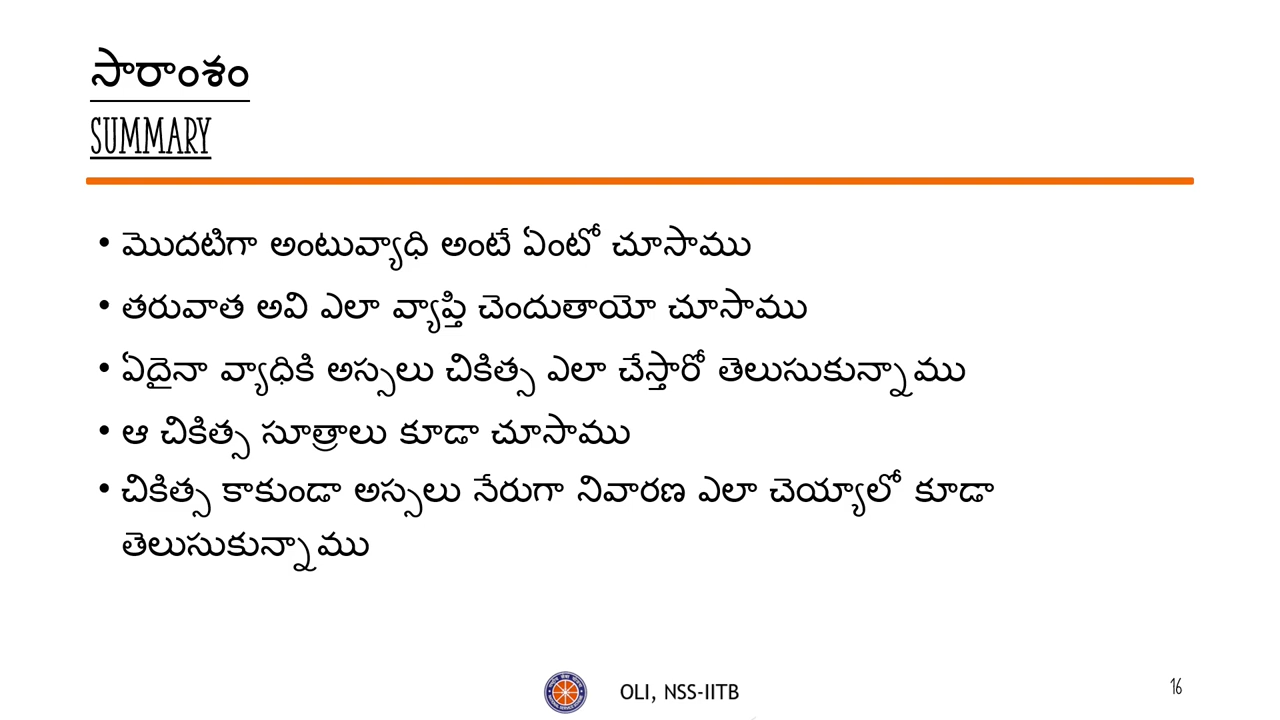 సారాంశం
SUMMARY
• మొదటిగా అంటువ్యాధి అంటే ఏంటో చూసాము
• తరువాత అవి ఎలా వ్యాప్తి చెందుతాయో చూసాము
• ఏదైనా వ్యాధికి అస్సలు చికిత్స ఎలా చేస్తారో తెలుసుకున్నాము
• ఆ చికిత్స సూత్రాలు కూడా చూసాము
• చికిత్స కాకుండా అస్సలు నేరుగా నివారణ ఎలా చెయ్యాలో కూడా
తెలుసుకున్నాము
OLI, NSS-IITB
16